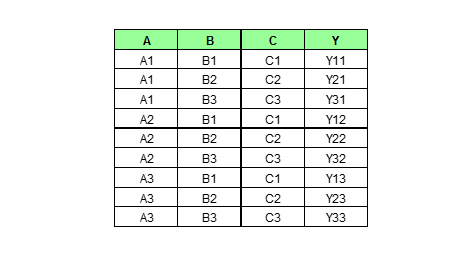 A B C Y
A1 B1 C1 Y11
A1 B2 C2 Y21
A1 B3 C3 Y31
A2 B1 C1 Y12
A2 B2 C2 Y22
A2 B3 C3 Y32
A3 B1 C1 Y13
A3 B2 C2 Y23
A3 B3 C3 Y33